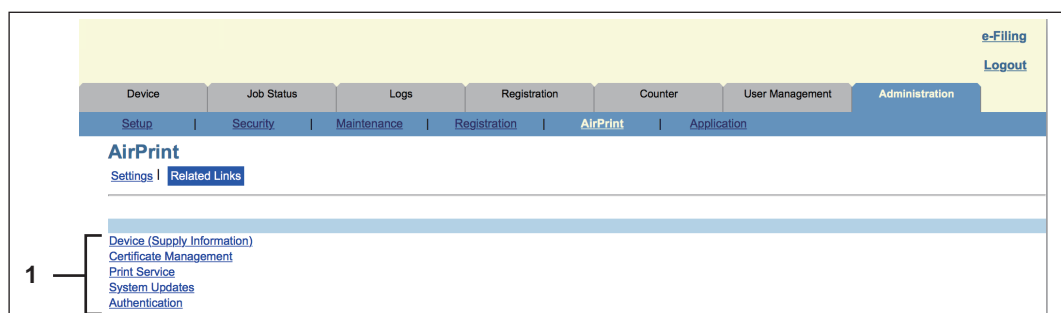 e-Filing
Logout
Device Job Status Logs Registration Counter User Management Administration
Setup | Security | Maintenance | Registration | AirPrint | Application
AirPrint
Settings | Related Links
Device (Supply Information)
Certificate Management
1 Print Service
System Updates
Authentication